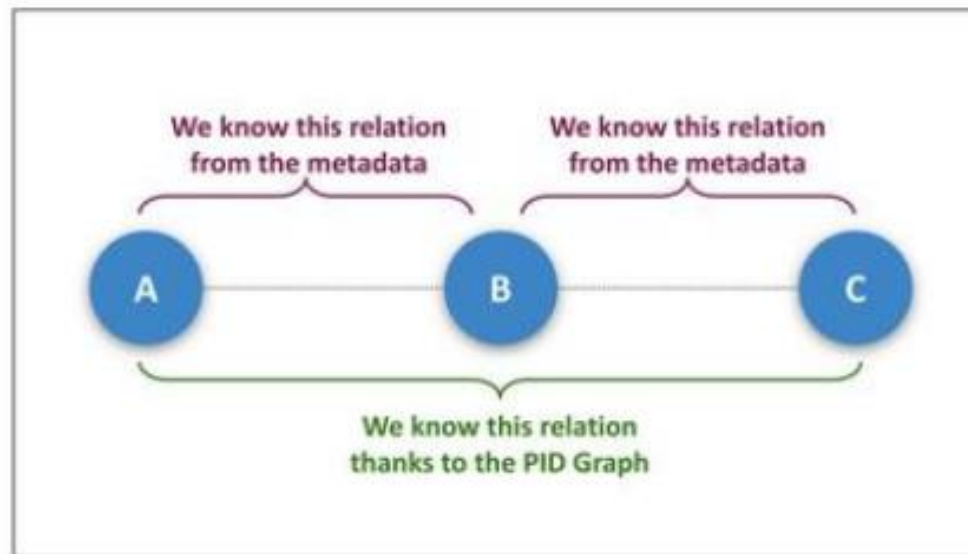 We know this relation
from the metadata
We know this relation
from the metadata
A
B
C
We know this relation
thanks to the PID Graph